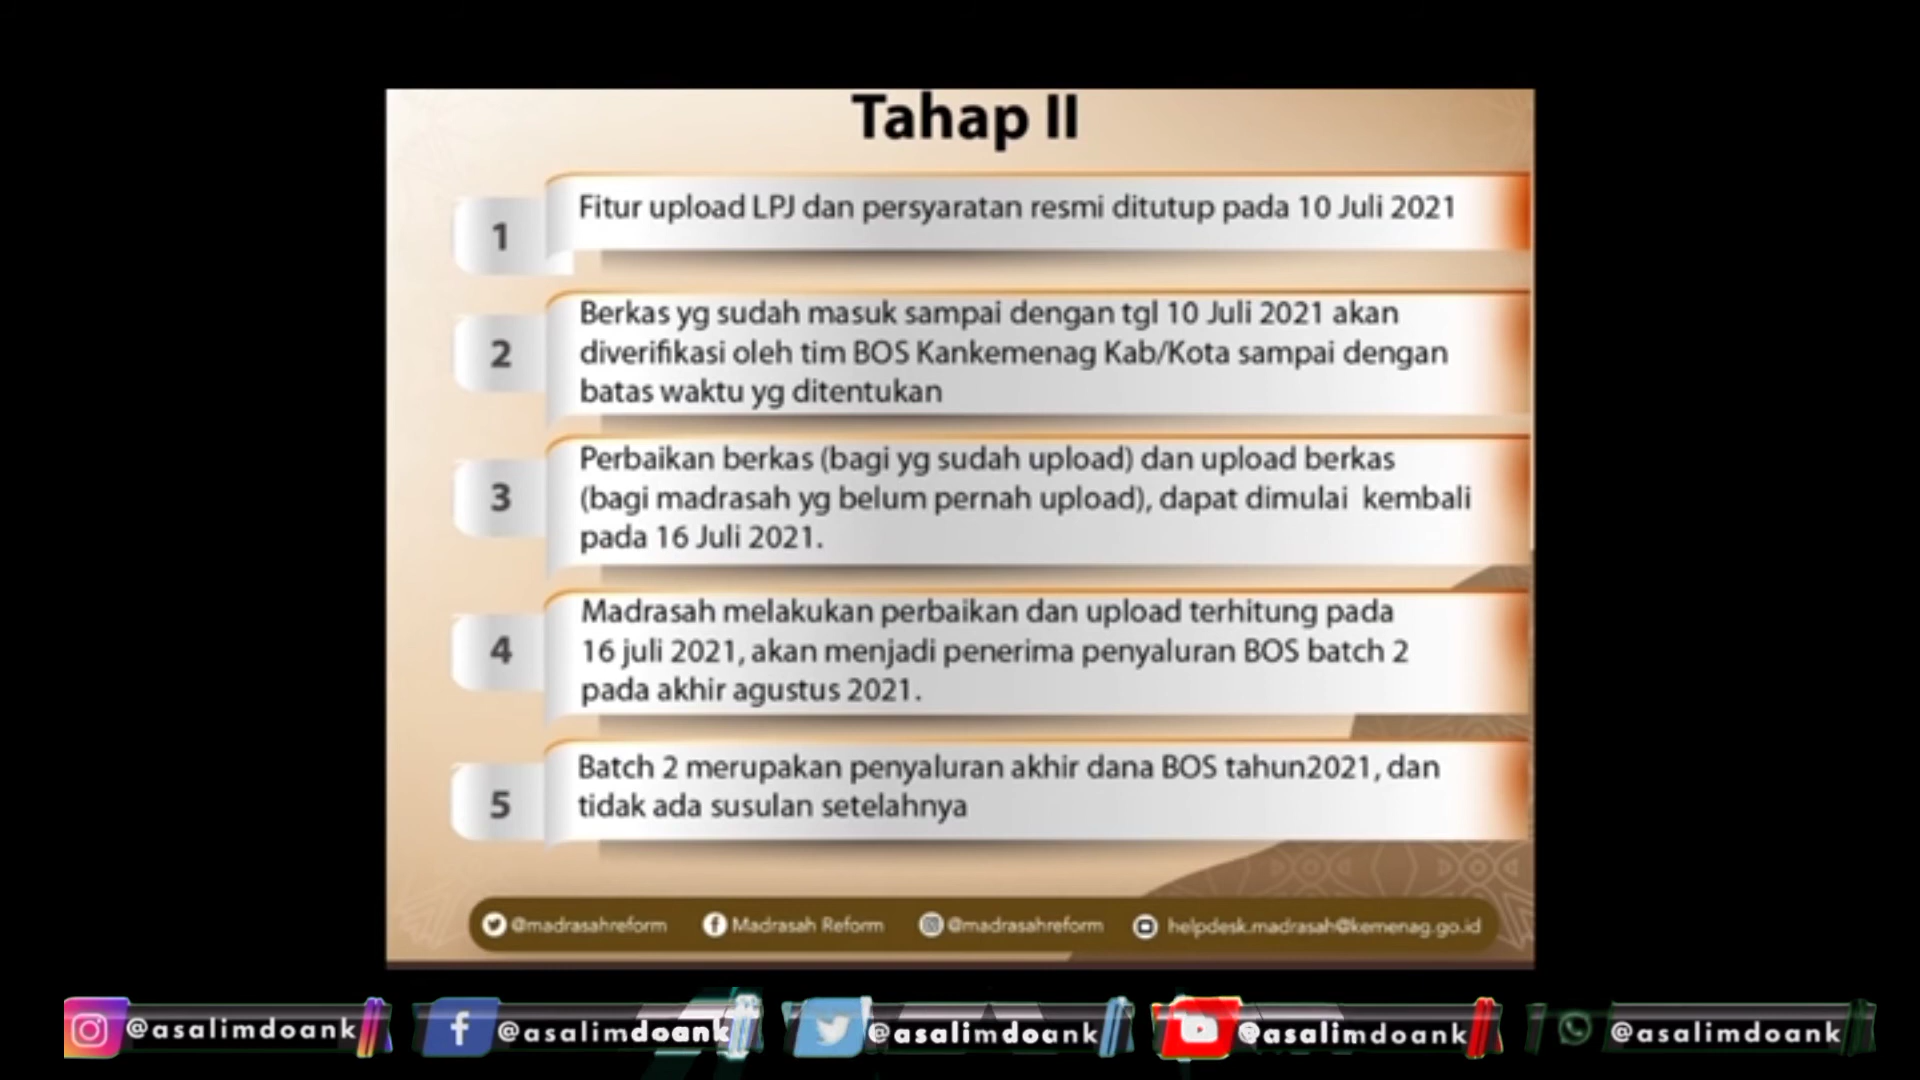 Tahap II
1
Fitur upload LPJ dan persyaratan resmi ditutup pada 10 Juli 2021
2
Berkas yg sudah masuk sampai dengan tgl 10 Juli 2021 akan
diverifikasi oleh tim BOS Kankemenag Kab/Kota sampai dengan
batas waktu yg ditentukan
3
Perbaikan berkas (bagi yg sudah upload) dan upload berkas
(bagi madrasah yg belum pernah upload), dapat dimulai kembali
pada 16 Juli 2021.
4
Madrasah melakukan perbaikan dan upload terhitung pada
16 juli 2021, akan menjadi penerima penyaluran BOS batch 2
pada akhir agustus 2021.
5
Batch 2 merupakan penyaluran akhir dana BOS tahun2021, dan
tidak ada susulan setelahnya
@madrasahreform Madrasah Reform @madrasahreform helpdesk.madrasah@kemenag.go.id
@asalimdoank @asalimdoank @asalimdoank @asalimdoank @asalimdoank